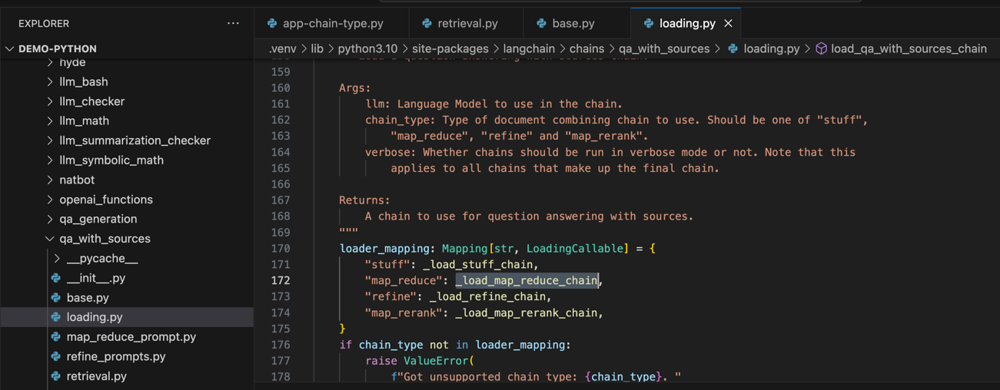 EXPLORER
...
app-chain-type.py
retrieval.py
base.py
loading.py
DEMO-PYTHON
hyde
llm_bash
llm_checker
llm_math
llm_summarization_checker
llm_symbolic_math
natbot
openai_functions
qa_generation
qa_with_sources
__pycache__
__init__.py
base.py
loading.py
map_reduce_prompt.py
refine_prompts.py
retrieval.py
.venv > lib > python3.10 > site-packages > langchain > chains > qa_with_sources > loading.py > load_qa_with_sources_chain
159
160 Args:
161 llm: Language Model to use in the chain.
162 chain_type: Type of document combining chain to use. Should be one of "stuff",
163 "map_reduce", "refine" and "map_rerank".
164 verbose: Whether chains should be run in verbose mode or not. Note that this
165 applies to all chains that make up the final chain.
166
167 Returns:
168 A chain to use for question answering with sources.
169 """
170 loader_mapping: Mapping[str, LoadingCallable] = {
171 "stuff": _load_stuff_chain,
172 "map_reduce": _load_map_reduce_chain,
173 "refine": _load_refine_chain,
174 "map_rerank": _load_map_rerank_chain,
175 }
176 if chain_type not in loader_mapping:
177 raise ValueError(
178 f"Got unsupported chain type: {chain_type}. "